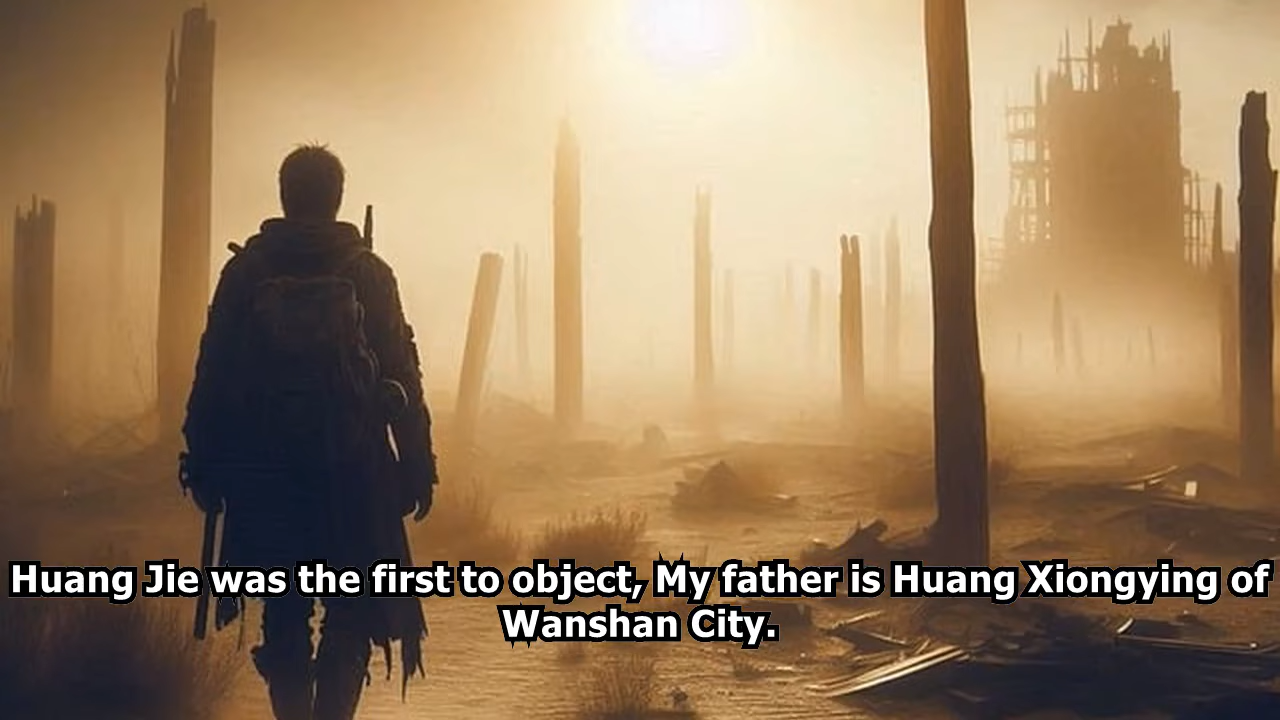 Huang Jie was the first to object, My father is Huang Xiongying of
Wanshan City.